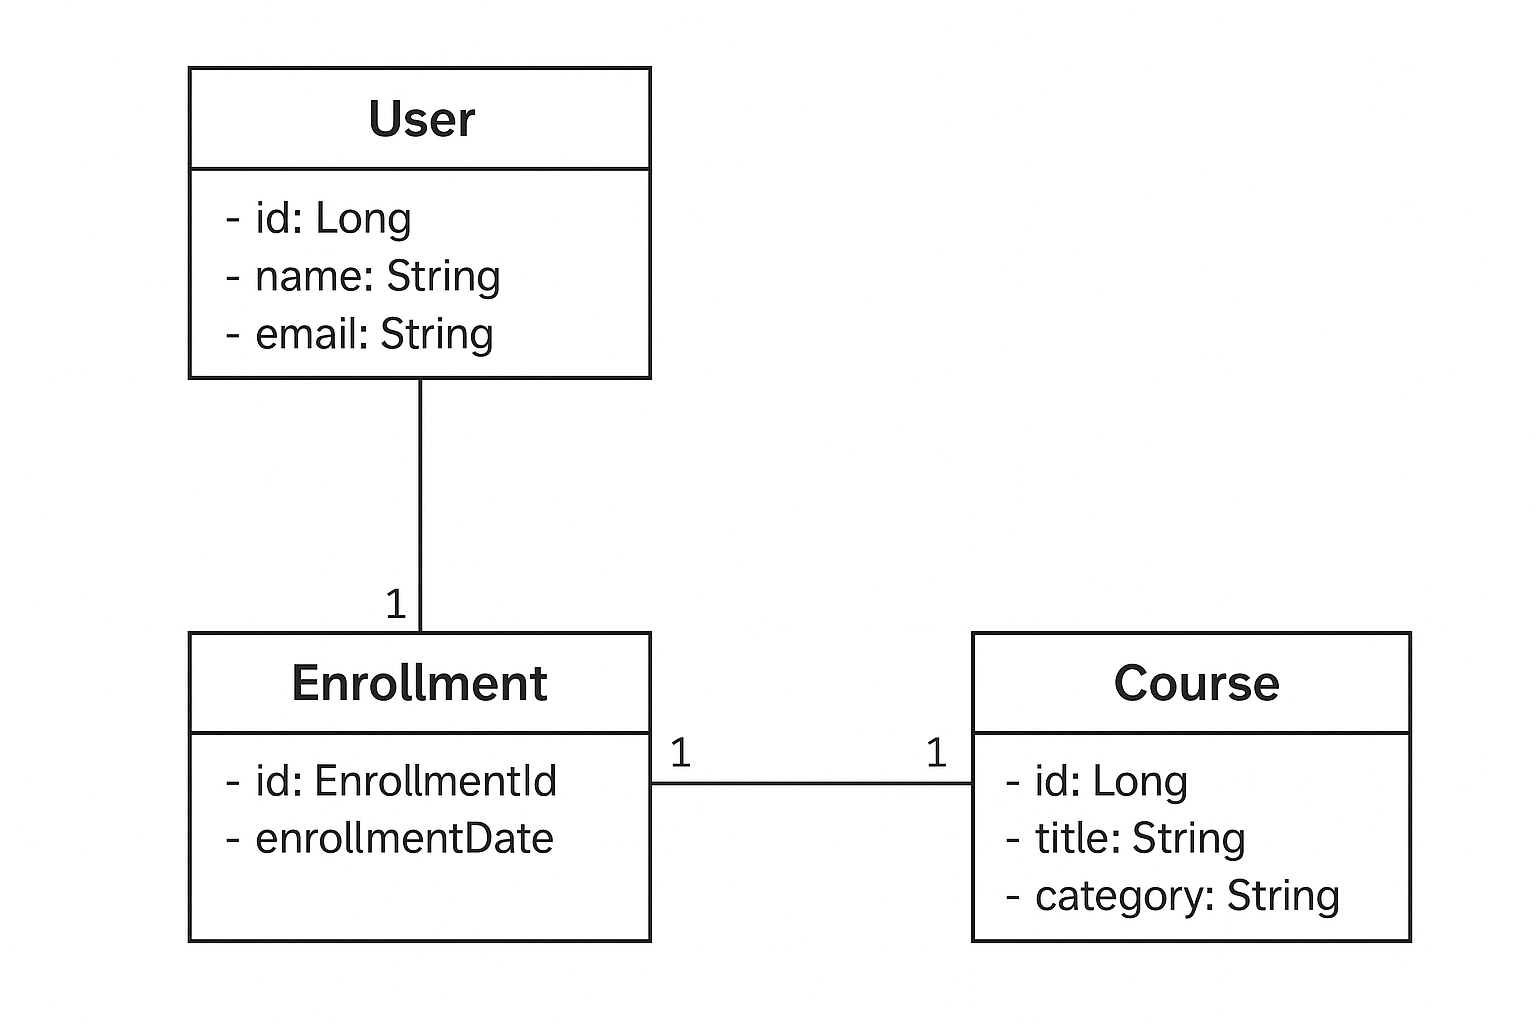 User
- id: Long
- name: String
- email: String
1
Enrollment
- id: EnrollmentId
- enrollmentDate
1
1
Course
- id: Long
- title: String
- category: String